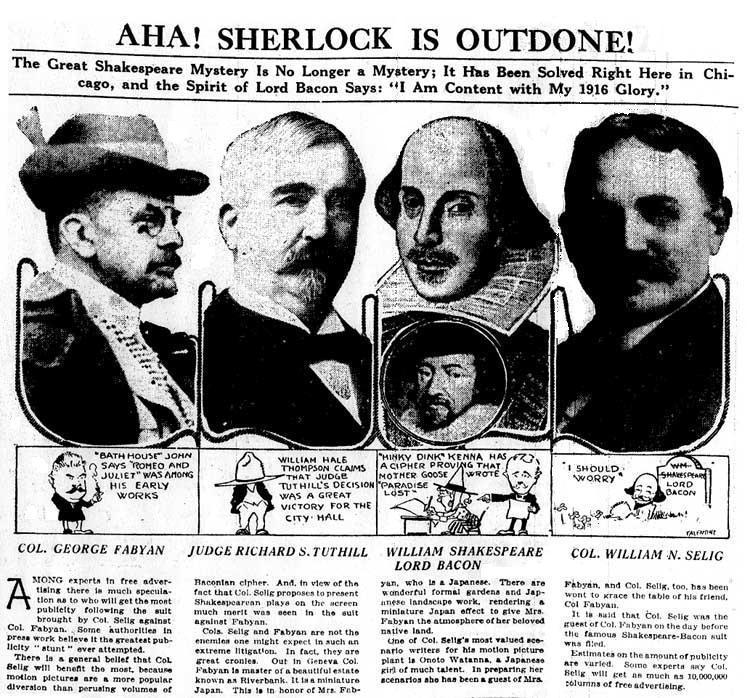 AHA! SHERLOCK IS OUTDONE!
The Great Shakespeare Mystery Is No Longer a Mystery; It Has Been Solved Right Here in Chi-
cago, and the Spirit of Lord Bacon Says: "I Am Content with My 1916 Glory."
"BATH HOUSE" JOHN
SAYS "ROMEO AND
JULIET" WAS AMONG
HIS EARLY
WORKS
WILLIAM HALE
THOMPSON CLAIMS
THAT JUDGE
TUTHILL'S DECISION
WAS A GREAT
VICTORY FOR THE
CITY HALL
"HINKY DINK" KENNA HAS
A CIPHER PROVING THAT
MOTHER GOOSE WROTE
"PARADISE
LOST"
"I SHOULD
WORRY"
WM.
SHAKESPEARE
LORD
BACON
VALENTINE
COL. GEORGE FABYAN
JUDGE RICHARD S. TUTHILL
WILLIAM SHAKESPEARE
LORD BACON
COL. WILLIAM N. SELIG
AMONG experts in free adver-
tising there is much specula-
tion as to who will get the most
publicity following the suit
brought by Col. Selig against
Col. Fabyan. Some authorities in
press work believe it the greatest pub-
licity "stunt" ever attempted.
There is a general belief that Col.
Selig will benefit the most, because
motion pictures are a more popular
diversion than perusing volumes of
Baconian cipher. And, in view of the
fact that Col. Selig proposes to present
Shakespearean plays on the screen
much merit was seen in the suit
against Fabyan.
Cols. Selig and Fabyan are not the
enemies one might expect in such an
extreme litigation. In fact, they are
great cronies. Out in Geneva Col.
Fabyan is master of a beautiful estate
known as Riverbank. It is a miniature
Japan. This is in honor of Mrs. Fab-
yan, who is a Japanese. There are
wonderful formal gardens and Jap-
anese landscape work, rendering a
miniature Japan effect to give Mrs.
Fabyan the atmosphere of her beloved
native land.
One of Col. Selig's most valued sce-
nario writers for his motion picture
plant is Onoto Watanna, a Japanese
girl of much talent. In preparing her
scenarios she has been a guest of Mrs.
Fabyan, and Col. Selig, too, has been
wont to grace the table of his friend,
Col Fabyan.
It is said that Col. Selig was the
guest of Col. Fabyan on the day before
the famous Shakespeare-Bacon suit
was filed.
Estimates on the amount of publicity
are varied. Some experts say Col.
Selig will get as much as 10,000,000
columns of free advertising.